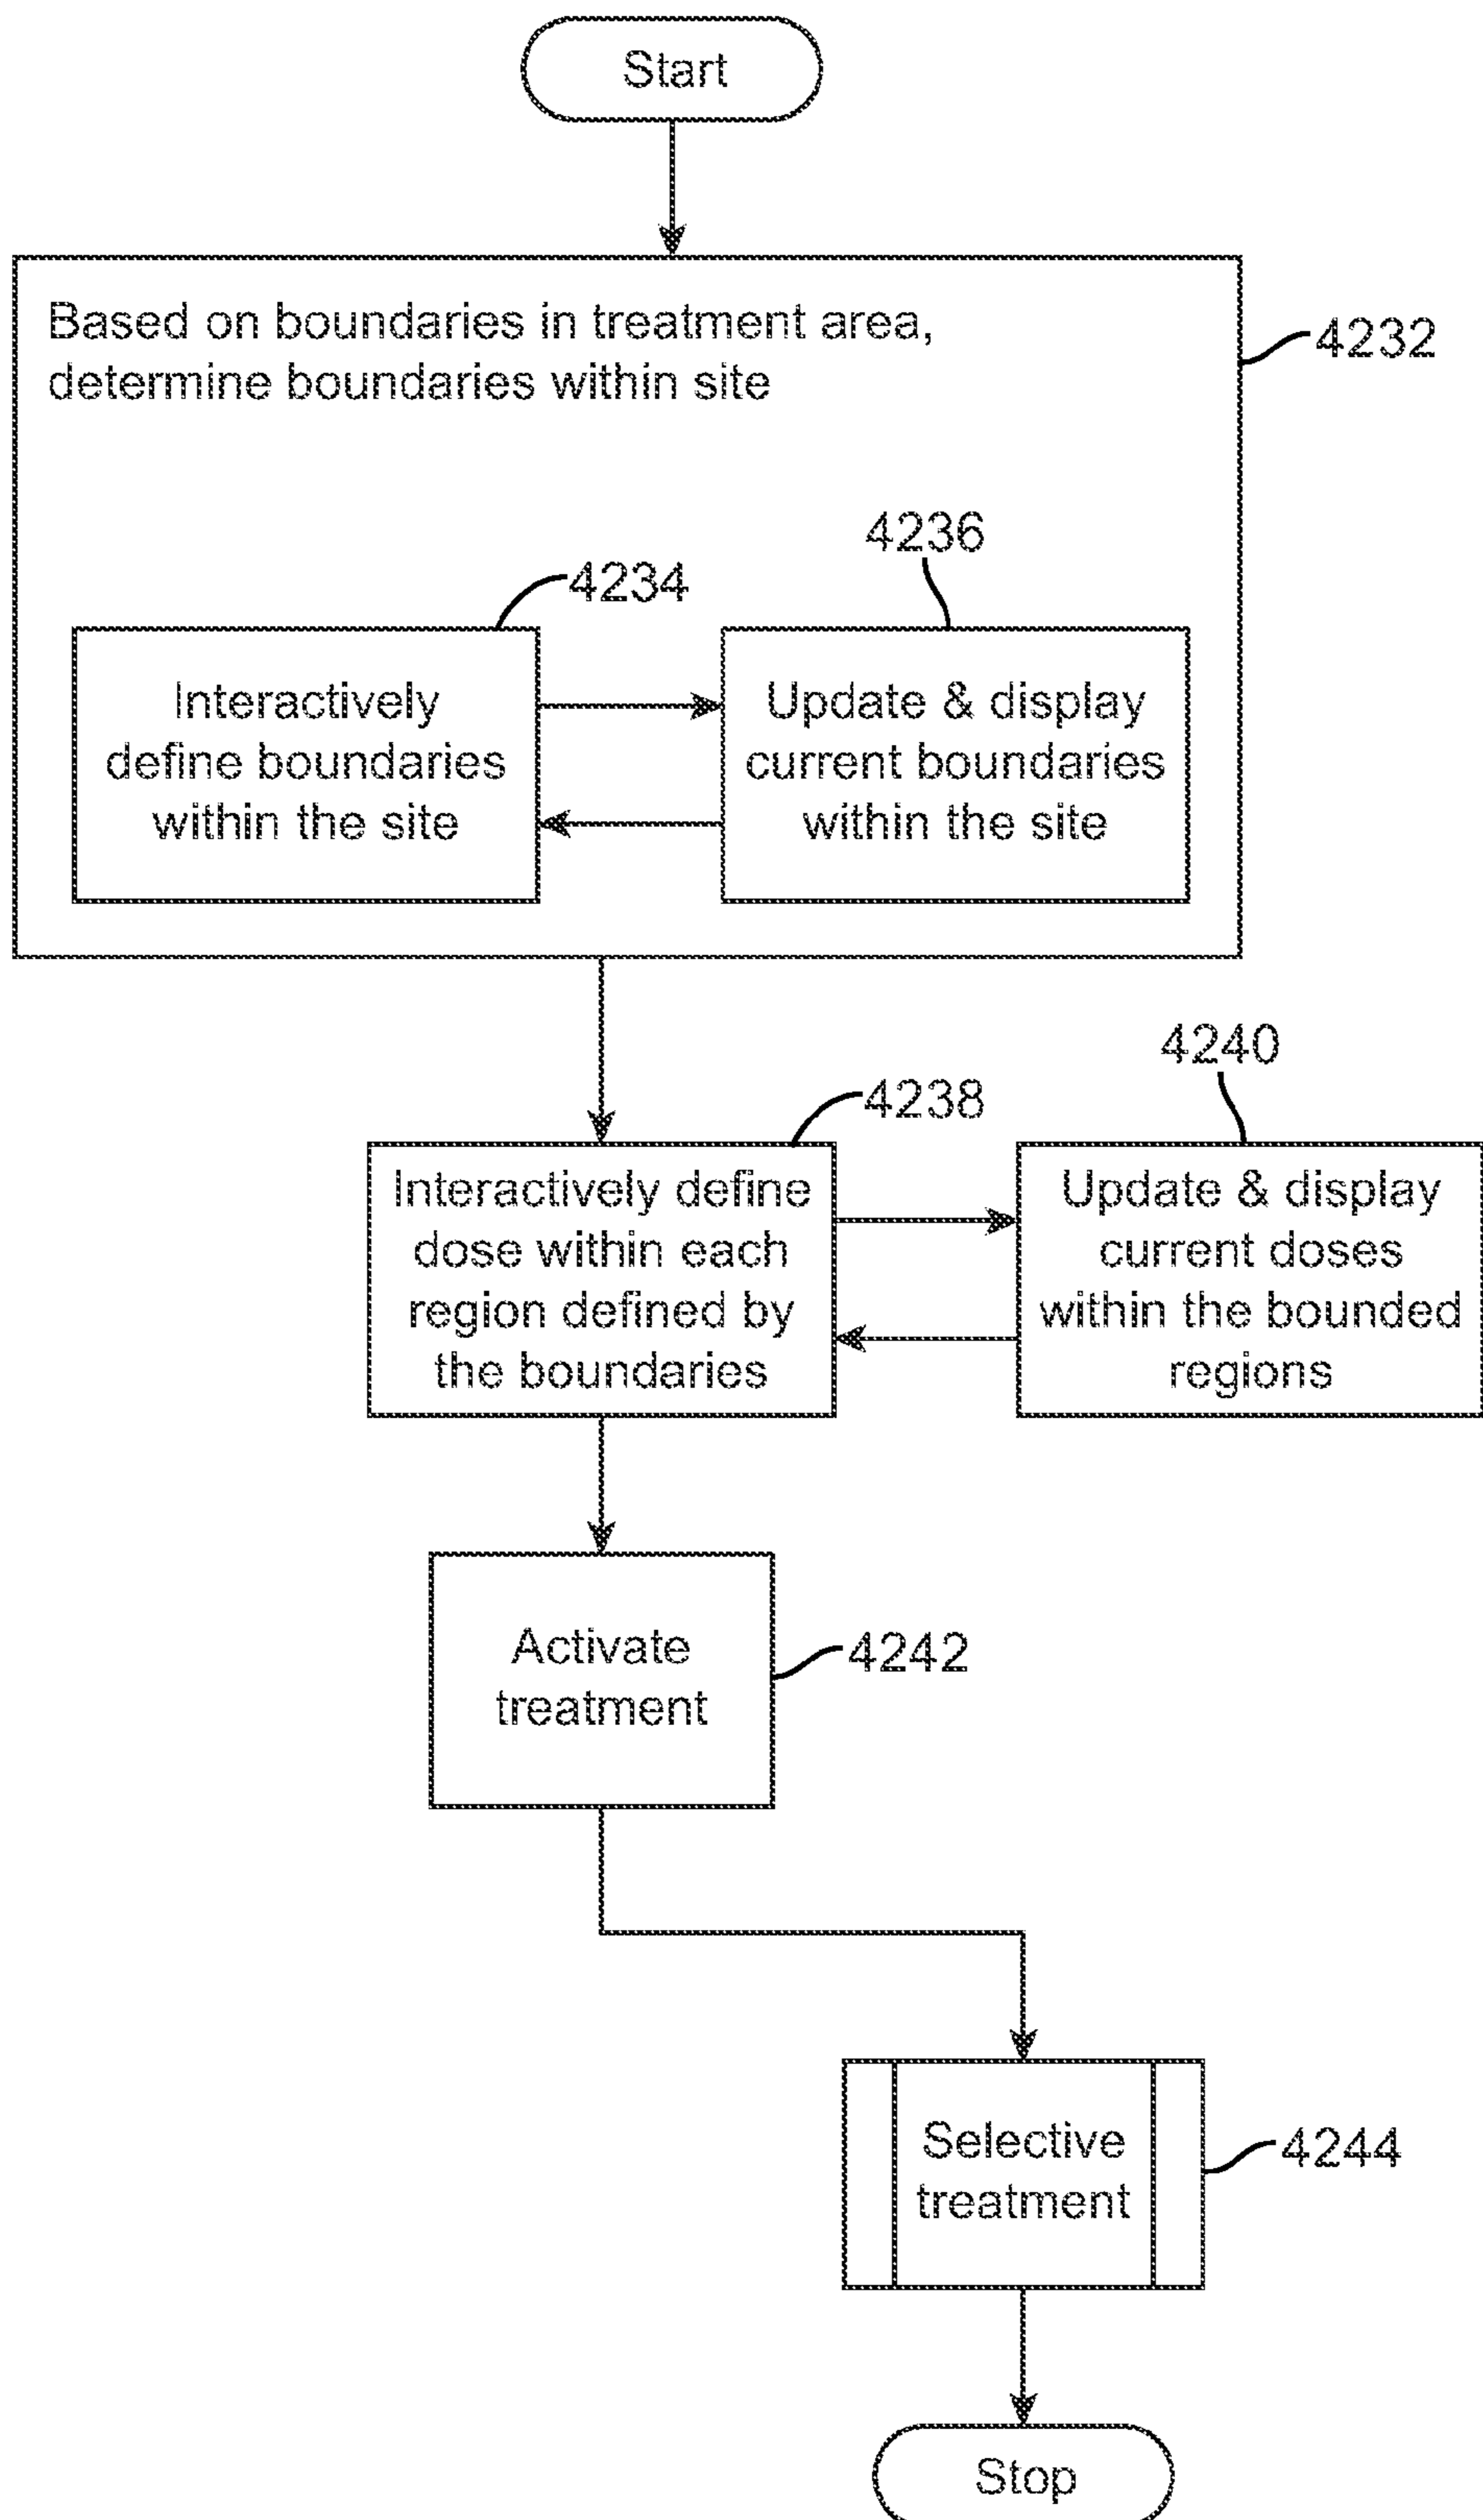 Start
Based on boundaries in treatment area,
determine boundaries within site
4232
4234
4236
Interactively
define boundaries
within the site
Update & display
current boundaries
within the site
4238
4240
Interactively define
dose within each
region defined by
the boundaries
Update & display
current doses
within the bounded
regions
Activate
treatment
4242
Selective
treatment
4244
Stop